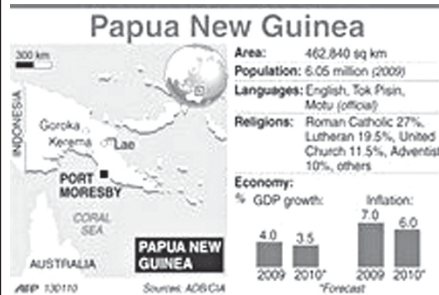 Papua New Guinea
300 km
INDONESIA
Goroka
Kerema
Lae
PORT
MORESBY
CORAL
SEA
AUSTRALIA
PAPUA NEW
GUINEA
AFP 130110
Sources: ADB/CIA
Area: 462,840 sq km
Population: 6.05 million (2009)
Languages: English, Tok Pisin,
Motu (official)
Religions: Roman Catholic 27%,
Lutheran 19.5%, United
Church 11.5%, Adventist
10%, others
Economy:
% GDP growth:
4.0
3.5
2009 2010*
Inflation:
7.0
6.0
2009 2010*
*Forecast